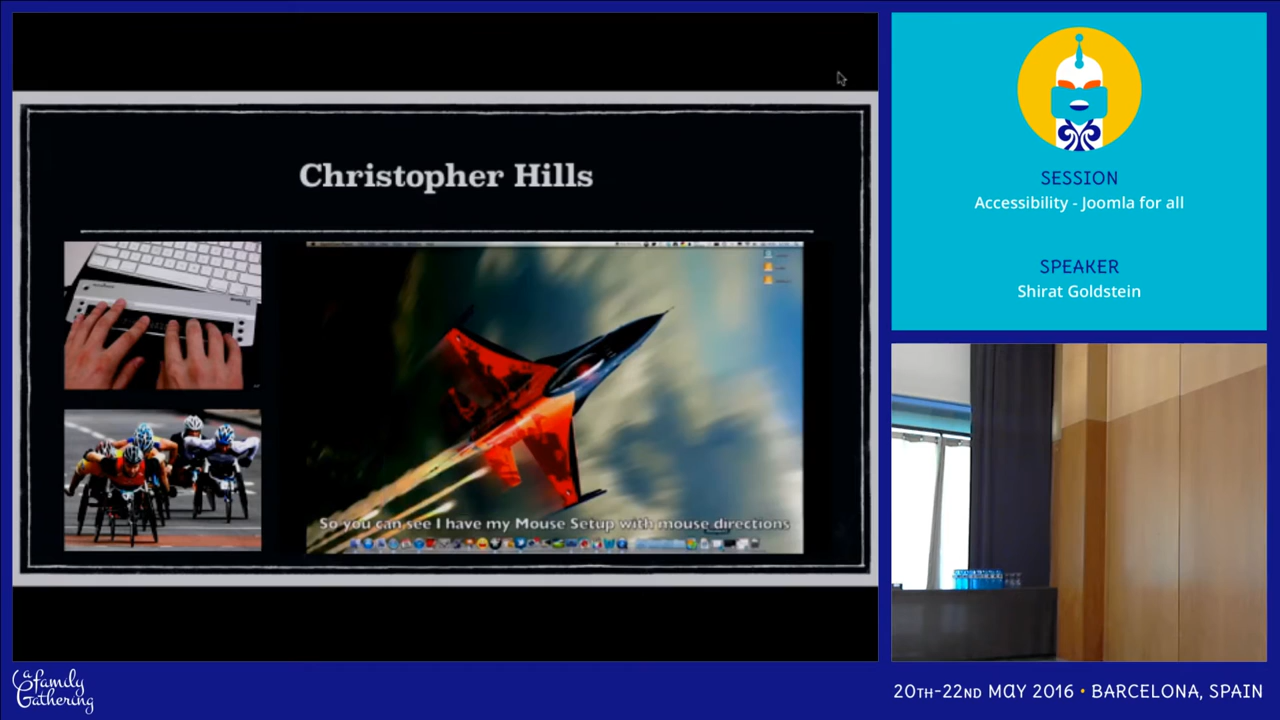 Christopher Hills
So you can see I have my Mouse Setup with mouse directions
SESSION
Accessibility - Joomla for all
SPEAKER
Shirat Goldstein
a family
Gathering
20TH-22ND MAY 2016 • BARCELONA, SPAIN